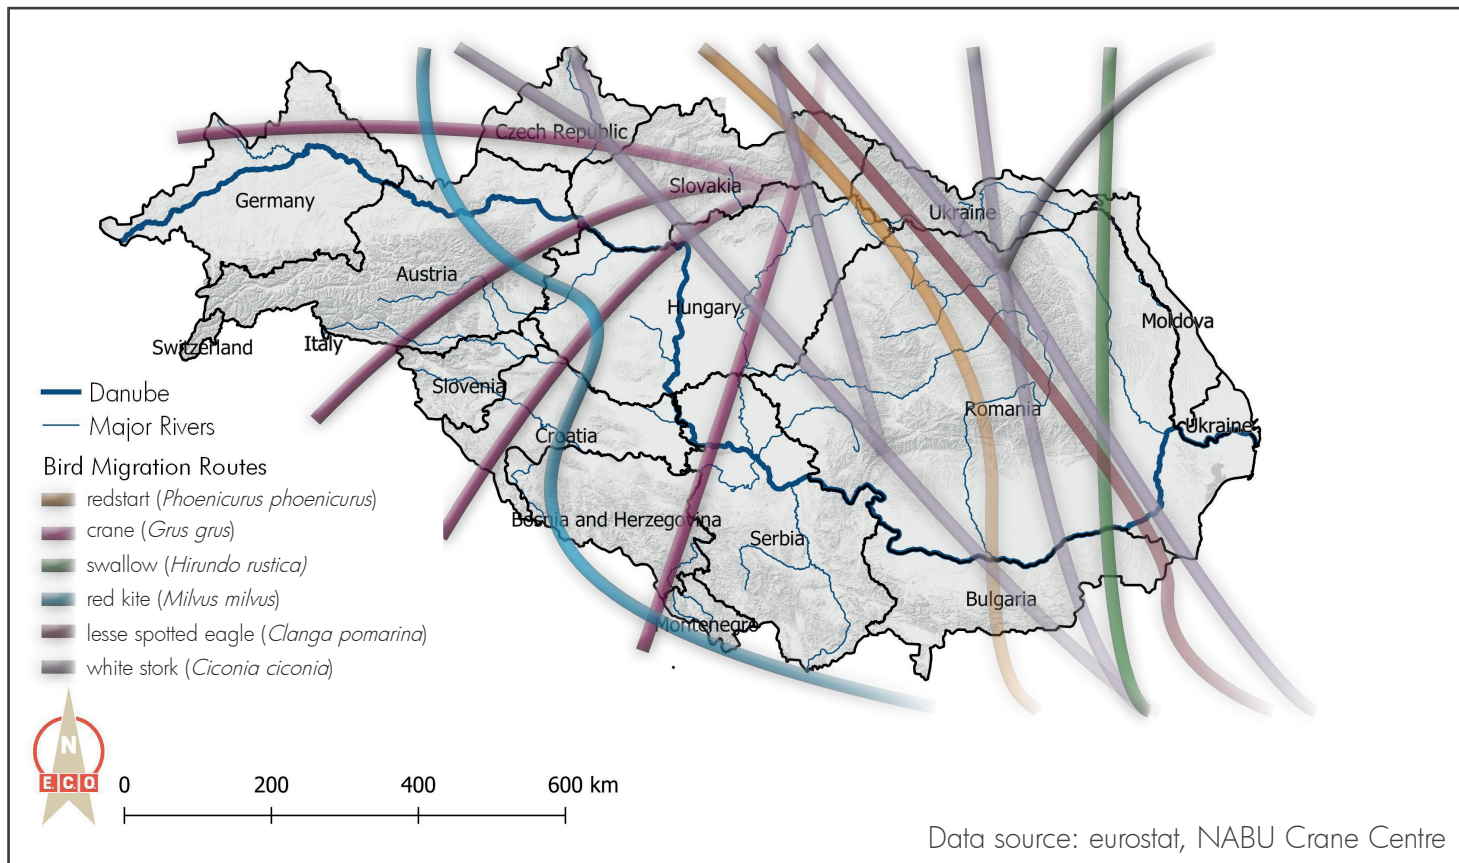 Czech Republic
Slovakia
Germany
Ukraine
Austria
Hungary
Moldova
Switzerland
Italy
Slovenia
Romania
Croatia
Ukraine
Bosnia and Herzegovina
Serbia
Bulgaria
Montenegro
Danube
Major Rivers
Bird Migration Routes
redstart (Phoenicurus phoenicurus)
crane (Grus grus)
swallow (Hirundo rustica)
red kite (Milvus milvus)
lesse spotted eagle (Clanga pomarina)
white stork (Ciconia ciconia)
N
E.C.O.
0 200 400 600 km
Data source: eurostat, NABU Crane Centre